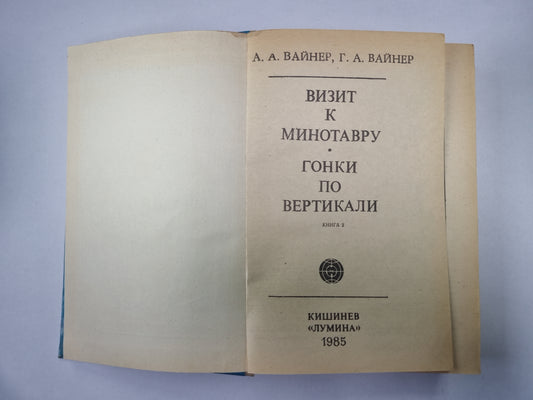 А. А. ВАЙНЕР, Г. А. ВАЙНЕР
ВИЗИТ
К
МИНОТАВРУ
•
ГОНКИ
ПО
ВЕРТИКАЛИ
КНИГА 2
КИШИНЕВ
«ЛУМИНА»
1985